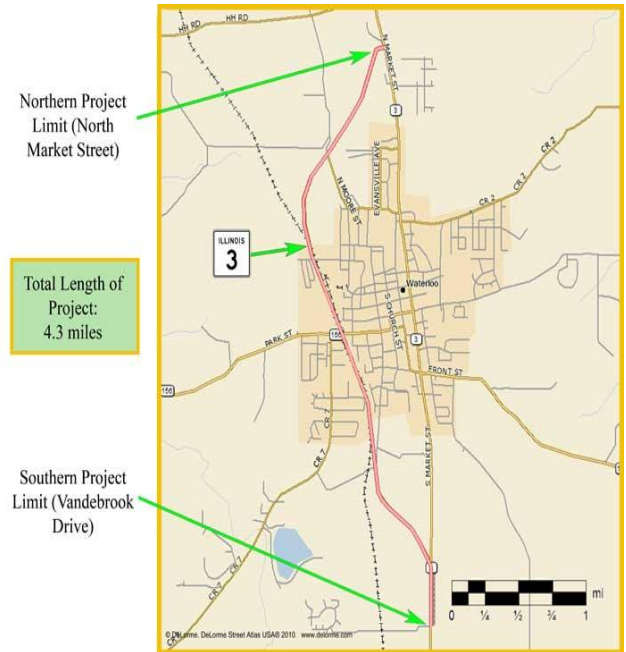 HH RD
HH RD
N MARKET ST
Northern Project
Limit (North
Market Street)
3
EVANSVILLE AVE
CR 2
CR 2
N MOORE ST
ILLINOIS
3
Total Length of
Project:
4.3 miles
Waterloo
S CHURCH ST
PARK ST
156
3
FRONT ST
156
CR 7
S MARKET ST
CR 7
Southern Project
Limit (Vandebrook
Drive)
CR 7
mi
0 ¼ ½ ¾ 1
© DeLorme. DeLorme Street Atlas USA® 2010. www.delorme.com